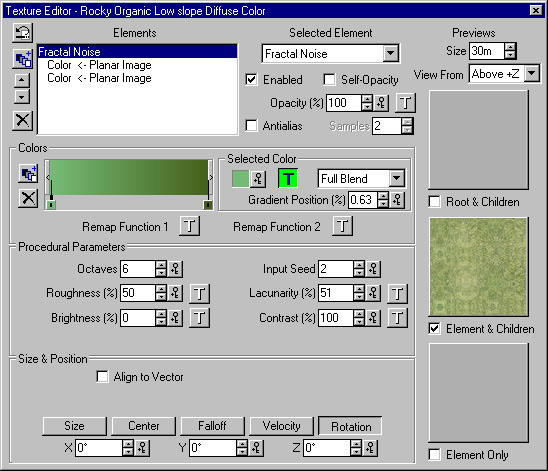 Texture Editor - Rocky Organic Low slope Diffuse Color
Elements
Fractal Noise
Color <- Planar Image
Color <- Planar Image
Selected Element
Fractal Noise
Enabled
Self-Opacity
Opacity (%) 100 T
Antialias
Samples 2
Previews
Size 30m
View From Above +Z
Root & Children
Element & Children
Element Only
Colors
Selected Color
T
Full Blend
Gradient Position (%) 0.63
Remap Function 1 T
Remap Function 2 T
Procedural Parameters
Octaves 6
Input Seed 2
Roughness (%) 50 T
Lacunarity (%) 51 T
Brightness (%) 0 T
Contrast (%) 100 T
Size & Position
Align to Vector
Size Center Falloff Velocity Rotation
X 0° Y 0° Z 0°